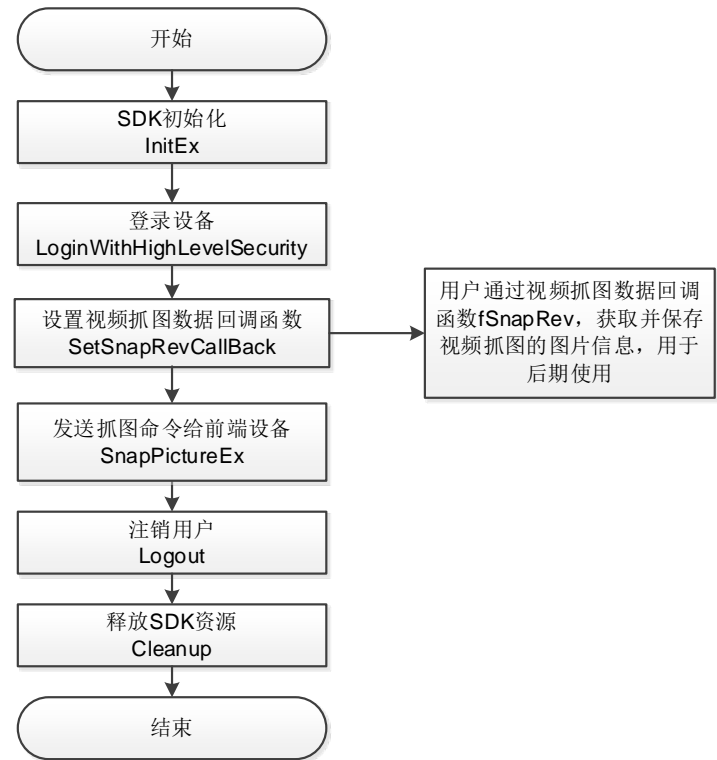 开始
SDK初始化
InitEx
登录设备
LoginWithHighLevelSecurity
设置视频抓图数据回调函数
SetSnapRevCallBack
用户通过视频抓图数据回调
函数fSnapRev，获取并保存
视频抓图的图片信息，用于
后期使用
发送抓图命令给前端设备
SnapPictureEx
注销用户
Logout
释放SDK资源
Cleanup
结束